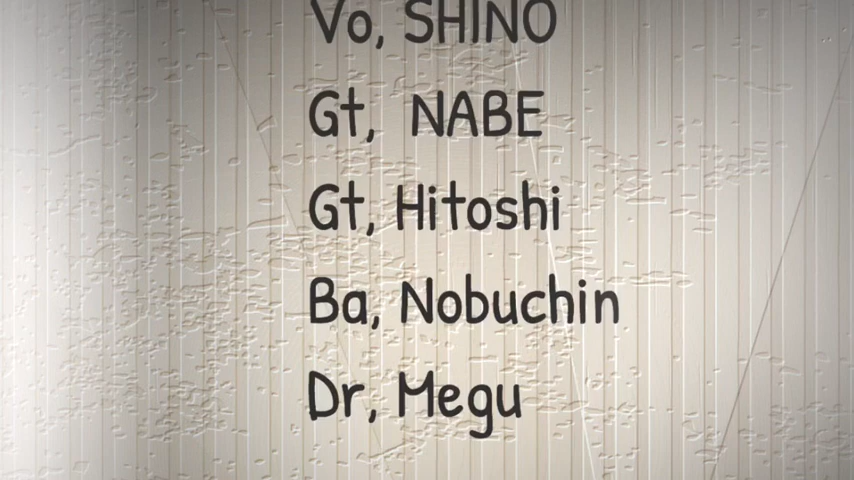 Vo, SHINO
Gt, NABE
Gt, Hitoshi
Ba, Nobuchin
Dr, Megu